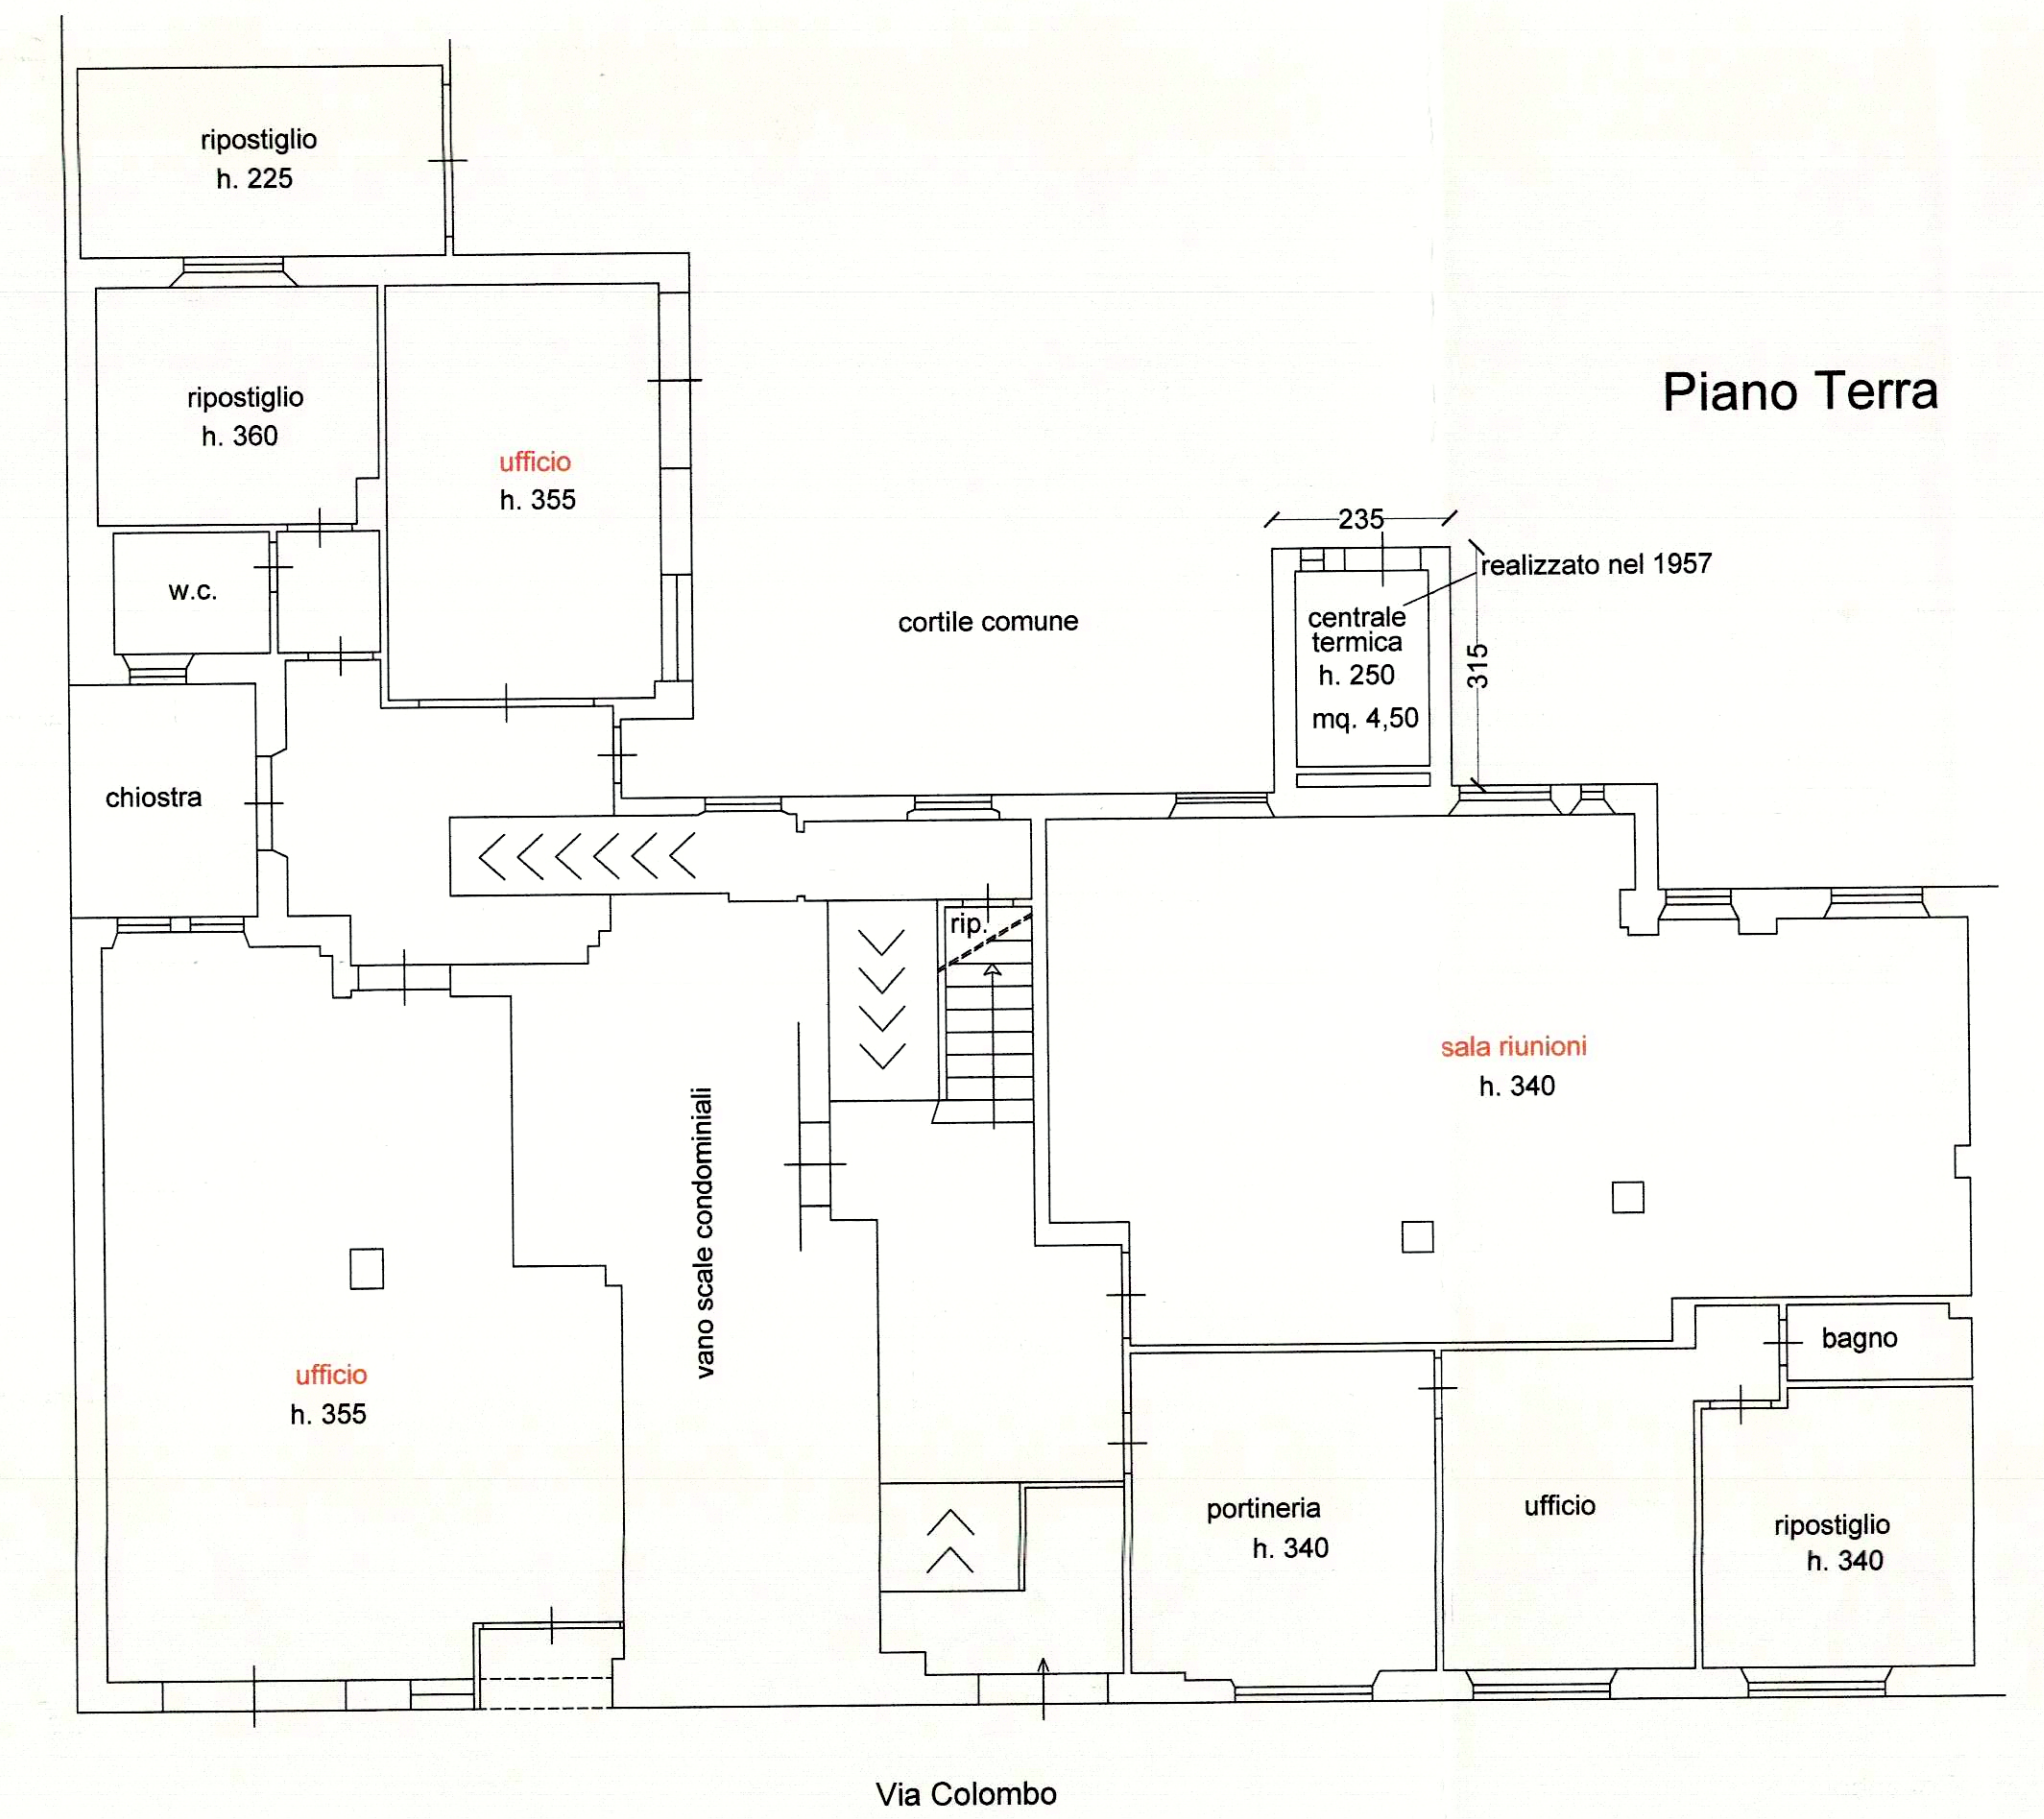 ripostiglio
h. 225
Piano Terra
ripostiglio
h. 360
ufficio
h. 355
235
realizzato nel 1957
w.c.
cortile comune
centrale
termica
h. 250
mq. 4,50
315
chiostra
rip.
sala riunioni
h. 340
vano scale condominiali
bagno
ufficio
h. 355
portineria
h. 340
ufficio
ripostiglio
h. 340
Via Colombo